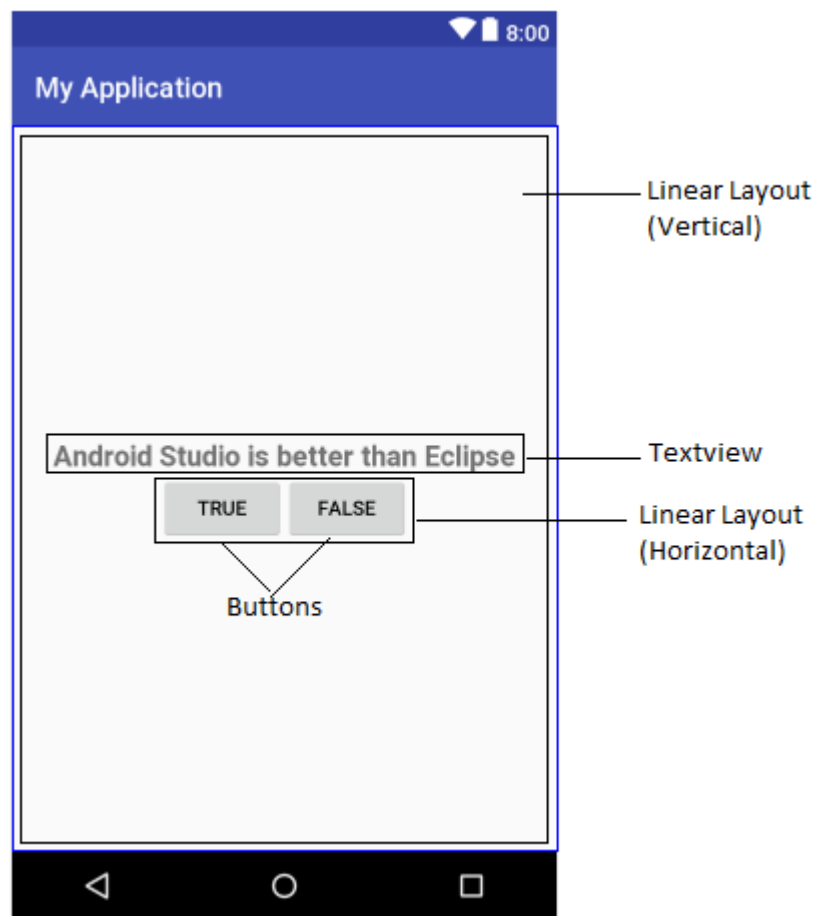 8:00
My Application
Linear Layout
(Vertical)
Android Studio is better than Eclipse
Textview
TRUE
FALSE
Linear Layout
(Horizontal)
Buttons